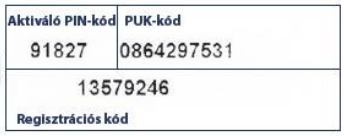 Aktiváló PIN-kód PUK-kód
91827 0864297531
13579246
Regisztrációs kód